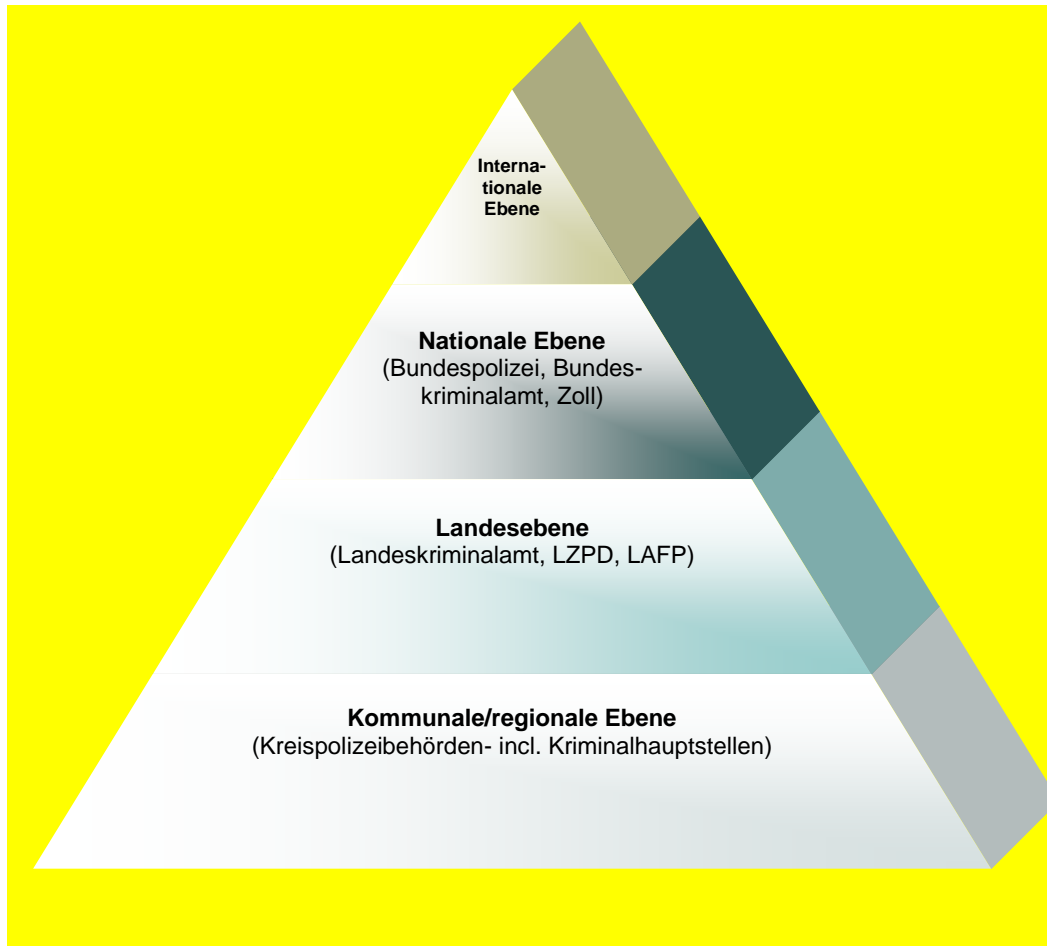 Interna-
tionale
Ebene
Nationale Ebene
(Bundespolizei, Bundes-
kriminalamt, Zoll)
Landesebene
(Landeskriminalamt, LZPD, LAFP)
Kommunale/regionale Ebene
(Kreispolizeibehörden- incl. Kriminalhauptstellen)